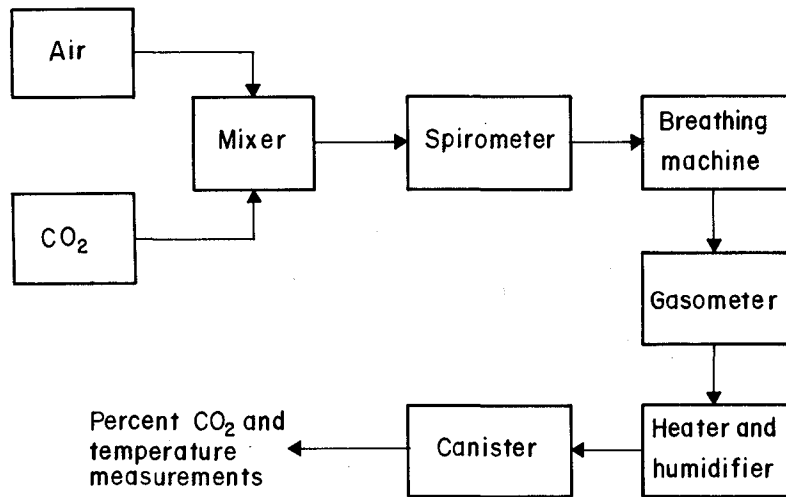 Air
CO₂
Mixer
Spirometer
Breathing
machine
Gasometer
Heater and
humidifier
Canister
Percent CO₂ and
temperature
measurements